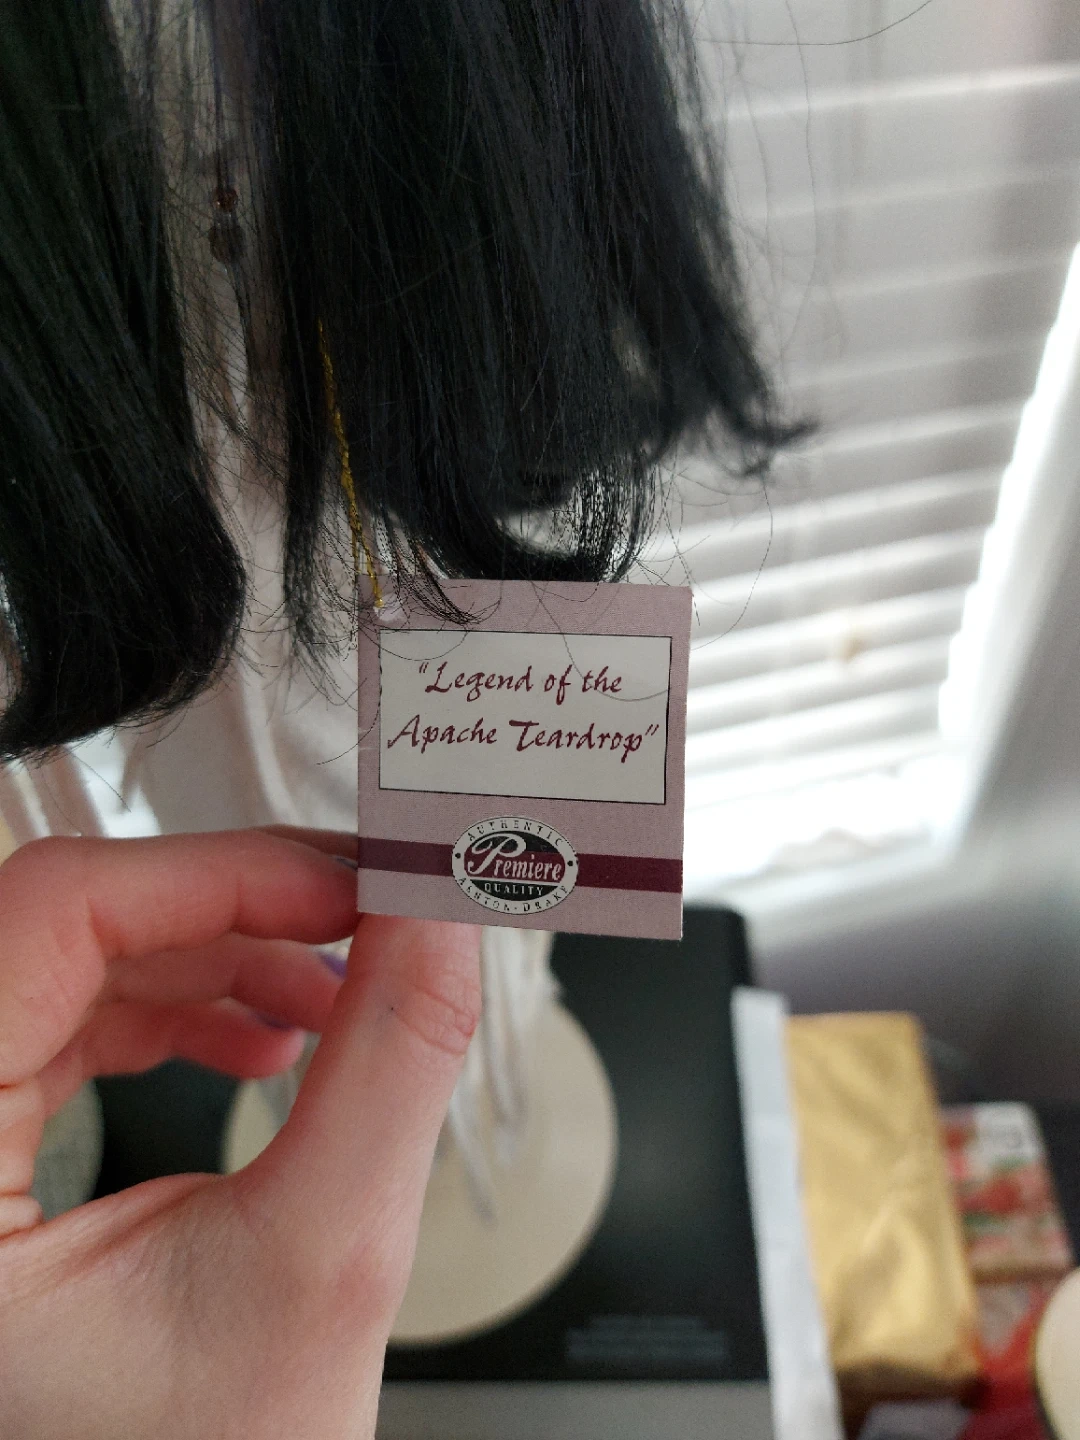 "Legend of the
Apache Teardrop"
AUTHENTIC
Premiere
QUALITY
ASHTON-DRAKE